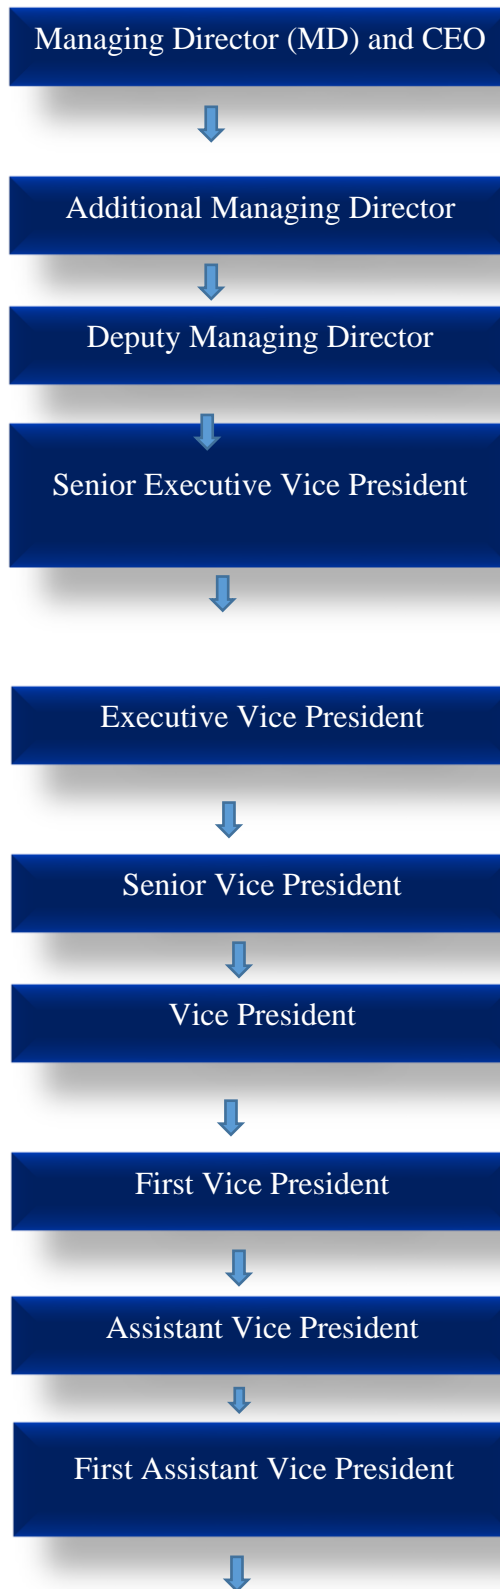 Managing Director (MD) and CEO
Additional Managing Director
Deputy Managing Director
Senior Executive Vice President
Executive Vice President
Senior Vice President
Vice President
First Vice President
Assistant Vice President
First Assistant Vice President